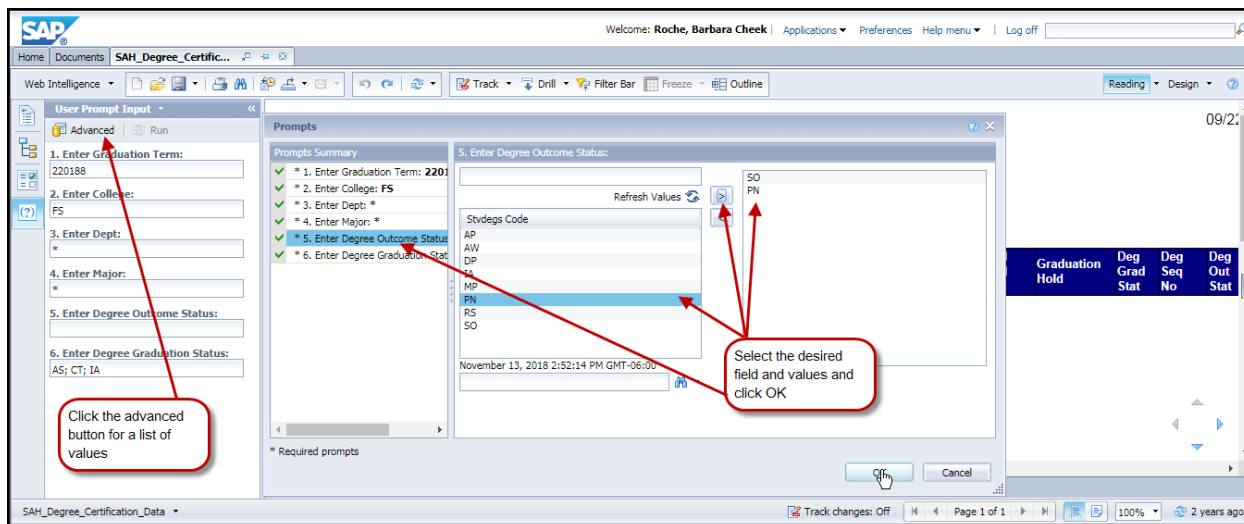 SAP
Welcome: Roche, Barbara Cheek | Applications Preferences Help menu | Log off
Home Documents SAH_Degree_Certific...
Web Intelligence Track Drill Filter Bar Freeze Outline Reading Design
User Prompt Input
Advanced Run
1. Enter Graduation Term:
220188
2. Enter College:
FS
3. Enter Dept:
*
4. Enter Major:
*
5. Enter Degree Outcome Status:
6. Enter Degree Graduation Status:
AS; CT; IA
Click the advanced
button for a list of
values
Prompts
Prompts Summary
* 1. Enter Graduation Term: 2201
* 2. Enter College: FS
* 3. Enter Dept: *
* 4. Enter Major: *
* 5. Enter Degree Outcome Status
* 6. Enter Degree Graduation Stat
* Required prompts
5. Enter Degree Outcome Status:
Refresh Values
>
<
Stvdegs Code
AP
AW
DP
IA
MP
PN
RS
SO
November 13, 2018 2:52:14 PM GMT-06:00
SO
PN
Select the desired
field and values and
click OK
Cancel
09/22
Graduation
Hold
Deg
Grad
Stat
Deg
Seq
No
Deg
Out
Stat
SAH_Degree_Certification_Data
Track changes: Off Page 1 of 1 100% 2 years ago